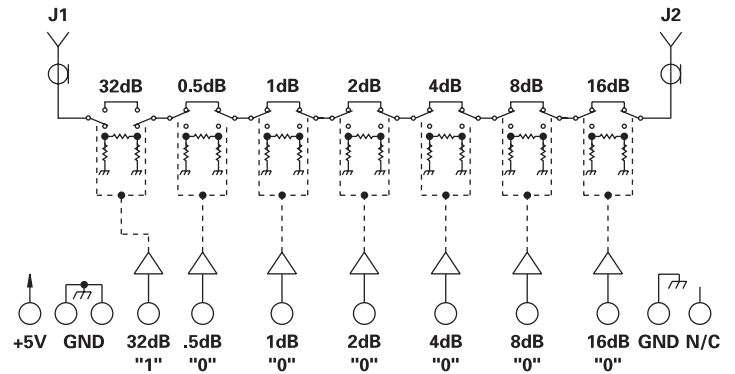 J1 J2
32dB 0.5dB 1dB 2dB 4dB 8dB 16dB
+5V GND 32dB .5dB 1dB 2dB 4dB 8dB 16dB GND N/C
"1" "0" "0" "0" "0" "0" "0"